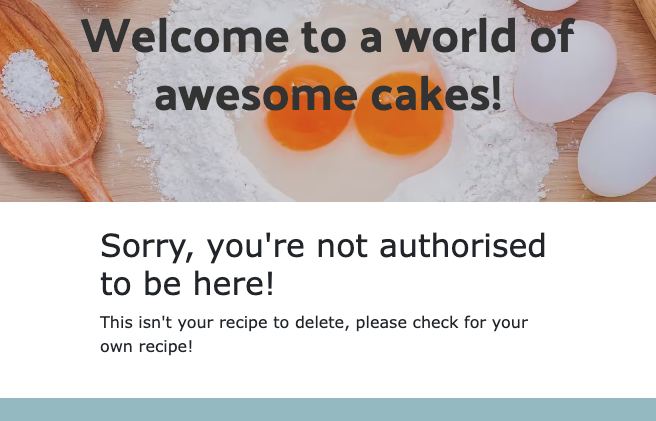 Welcome to a world of
awesome cakes!
Sorry, you're not authorised
to be here!
This isn't your recipe to delete, please check for your
own recipe!